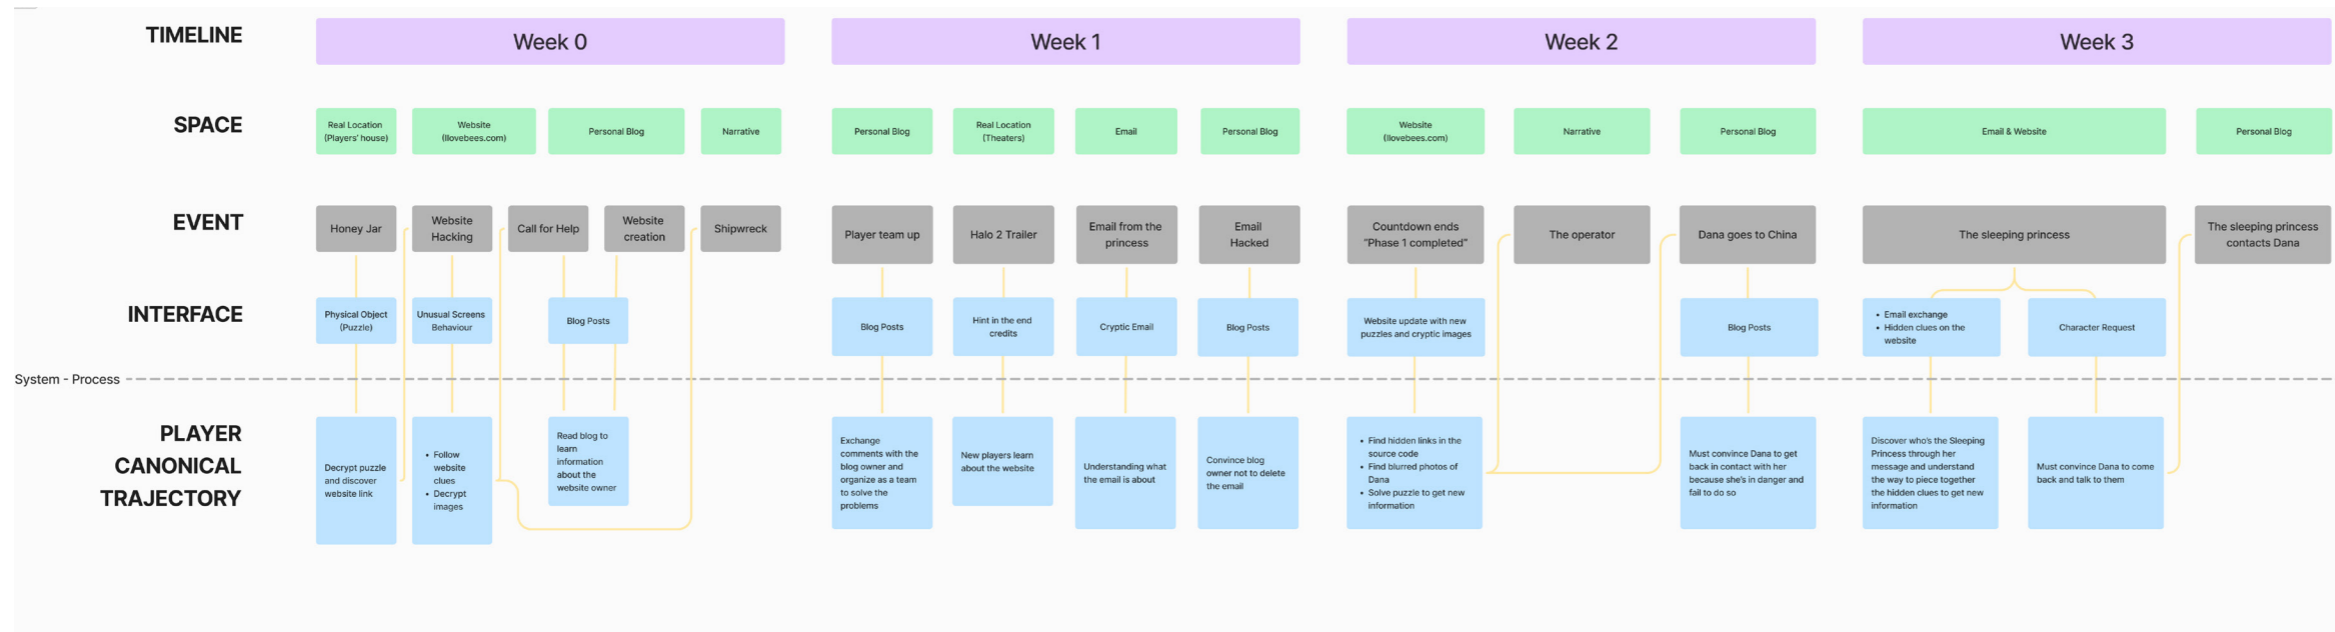 TIMELINE
Week 0
Week 1
Week 2
Week 3
SPACE
Real Location
(Players' house)
Website
(Ilovebees.com)
Personal Blog
Narrative
Personal Blog
Real Location
(Theaters)
Email
Personal Blog
Website
(Ilovebees.com)
Narrative
Personal Blog
Email & Website
Personal Blog
EVENT
Honey Jar
Website
Hacking
Call for Help
Website
creation
Shipwreck
Player team up
Halo 2 Trailer
Email from the
princess
Email
Hacked
Countdown ends
"Phase 1 completed"
The operator
Dana goes to China
The sleeping princess
The sleeping princess
contacts Dana
INTERFACE
Physical Object
(Puzzle)
Unusual Screens
Behaviour
Blog Posts
Blog Posts
Hint in the end
credits
Cryptic Email
Blog Posts
Website update with new
puzzles and cryptic images
Blog Posts
• Email exchange
• Hidden clues on the
website
Character Request
System - Process
PLAYER
CANONICAL
TRAJECTORY
Decrypt puzzle
and discover
website link
• Follow
website
clues
• Decrypt
images
Read blog to
learn
information
about the
website owner
Exchange
comments with the
blog owner and
organize as a team
to solve the
problems
New players learn
about the website
Understanding what
the email is about
Convince blog
owner not to delete
the email
• Find hidden links in the
source code
• Find blurred photos of
Dana
• Solve puzzle to get new
information
Must convince Dana to get
back in contact with her
because she's in danger and
fail to do so
Discover who's the Sleeping
Princess through her
message and understand
the way to piece together
the hidden clues to get new
information
Must convince Dana to come
back and talk to them